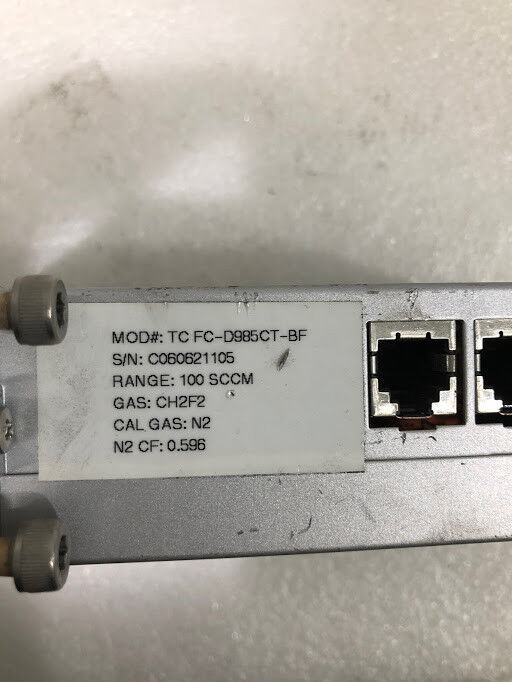 MOD#: TC FC-D985CT-BF
S/N: C060621105
RANGE: 100 SCCM
GAS: CH2F2
CAL GAS: N2
N2 CF: 0.596